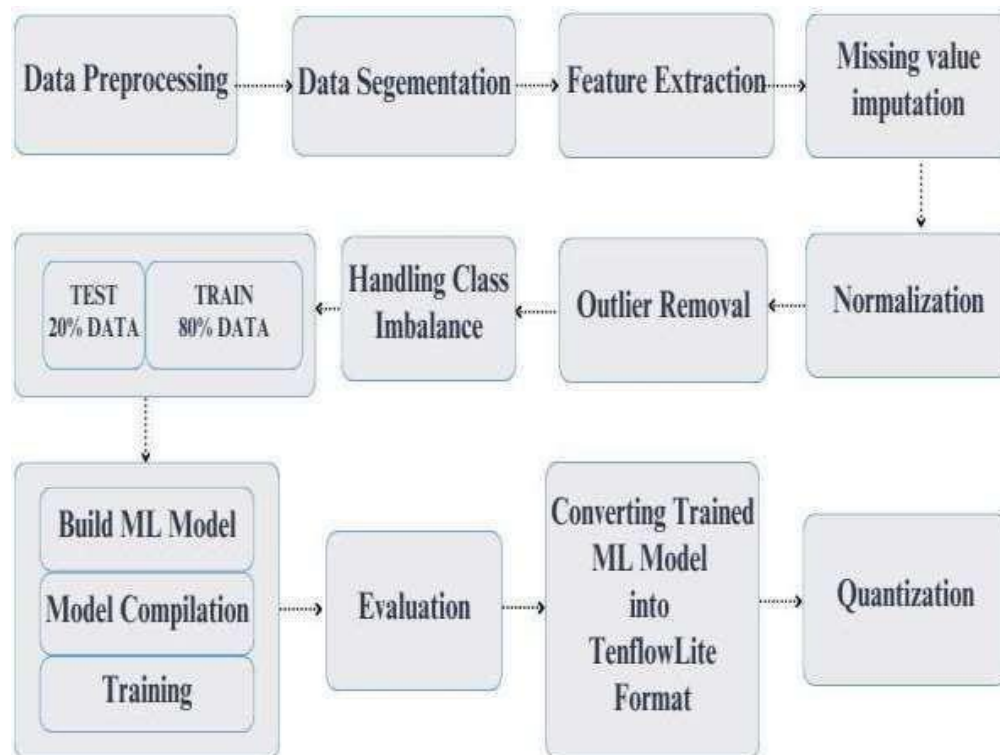 Data Preprocessing
Data Segementation
Feature Extraction
Missing value
imputation
Normalization
Outlier Removal
Handling Class
Imbalance
TEST
20% DATA
TRAIN
80% DATA
Build ML Model
Model Compilation
Training
Evaluation
Converting Trained
ML Model
into
TenflowLite
Format
Quantization